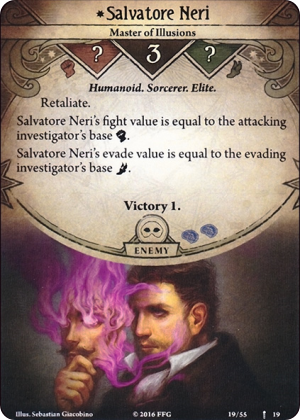 *Salvatore Neri
Master of Illusions
? 3 ?
Humanoid. Sorcerer. Elite.
Retaliate.
Salvatore Neri's fight value is equal to the attacking
investigator's base
Salvatore Neri's evade value is equal to the evading
investigator's base .
Victory 1.
ENEMY
Illus. Sebastian Giacobino
© 2016 FFG
19/55
19